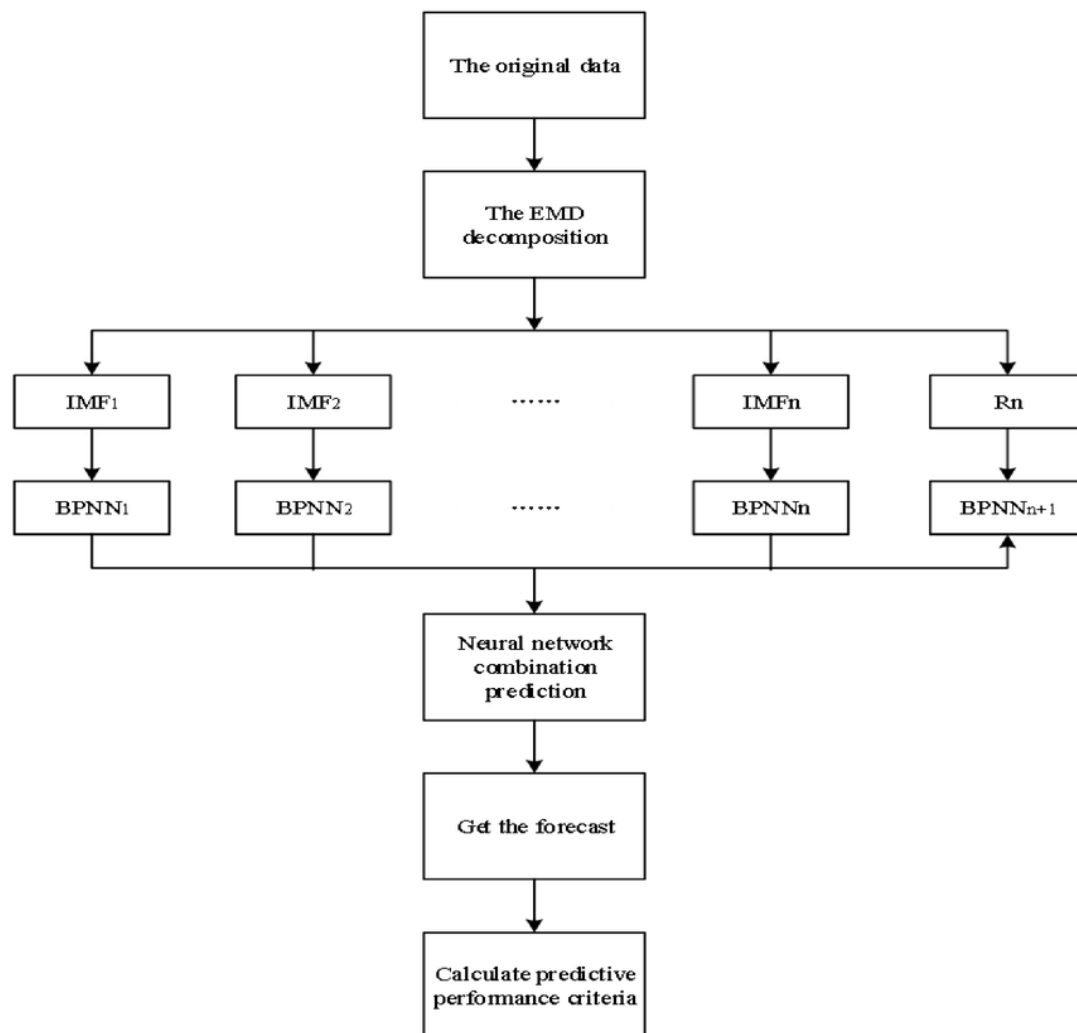 The original data
The EMD
decomposition
IMF1
IMF2
......
IMFn
Rn
BPNN1
BPNN2
......
BPNNn
BPNNn+1
Neural network
combination
prediction
Get the forecast
Calculate predictive
performance criteria